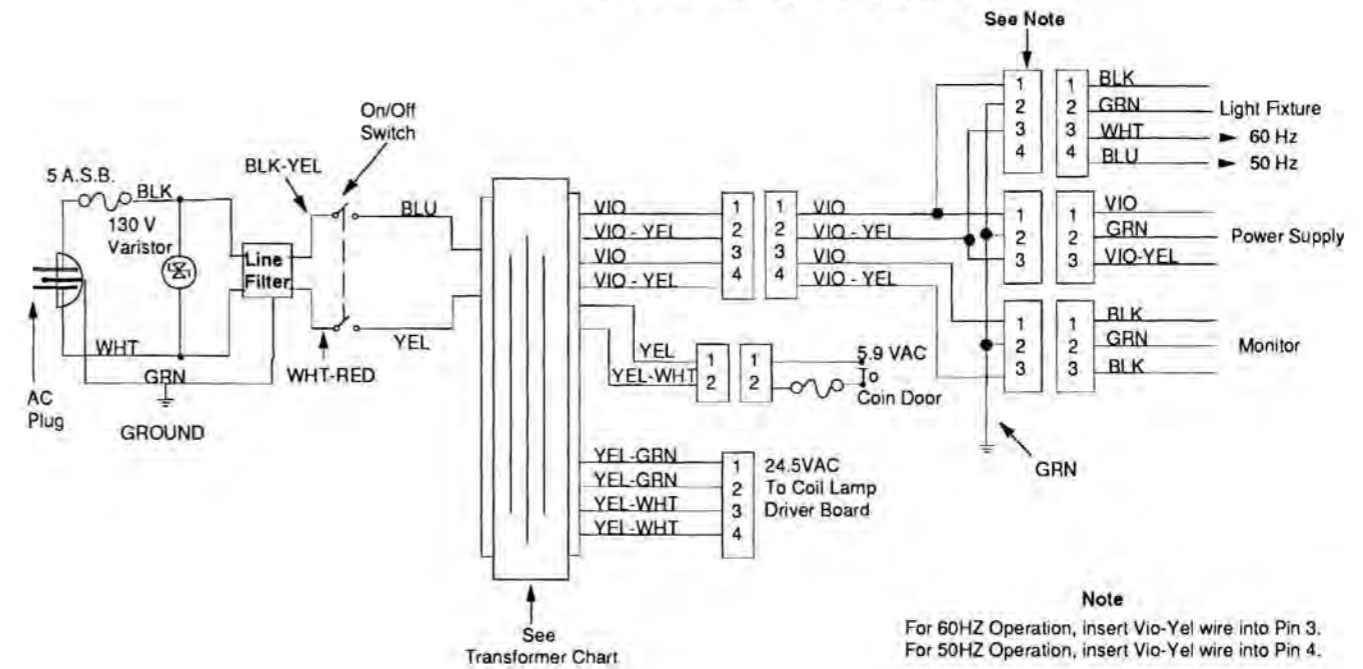 See Note
1
2
3
4
1
2
3
4
BLK
GRN
WHT
BLU
Light Fixture
60 Hz
50 Hz
On/Off
Switch
BLK-YEL
5 A.S.B.
BLK
130 V
Varistor
Line
Filter
BLU
YEL
WHT-RED
WHT
GRN
AC
Plug
GROUND
VIO
VIO - YEL
VIO
VIO - YEL
1
2
3
4
1
2
3
4
VIO
VIO - YEL
VIO
VIO - YEL
1
2
3
1
2
3
VIO
GRN
VIO-YEL
Power Supply
1
2
3
1
2
3
BLK
GRN
BLK
Monitor
YEL
YEL-WHT
1
2
1
2
5.9 VAC
To
Coin Door
GRN
YEL-GRN
YEL-GRN
YEL-WHT
YEL-WHT
1
2
3
4
24.5VAC
To Coil Lamp
Driver Board
See
Transformer Chart
Note
For 60HZ Operation, insert Vio-Yel wire into Pin 3.
For 50HZ Operation, insert Vio-Yel wire into Pin 4.